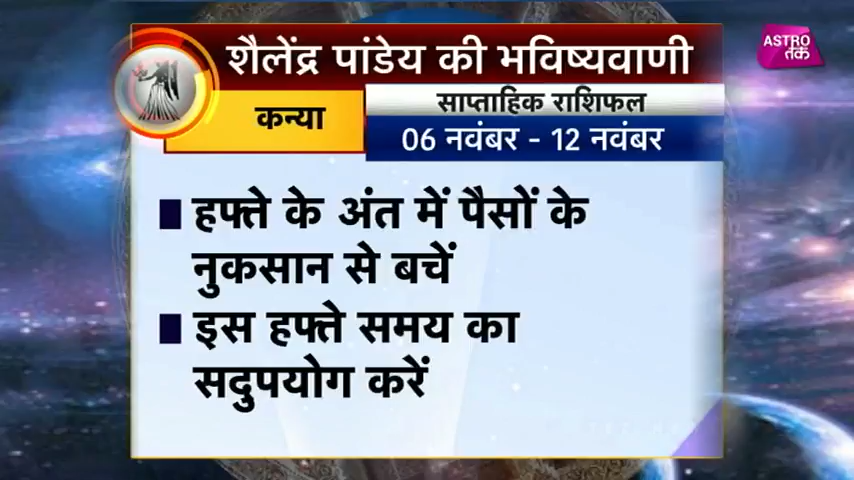 शैलेंद्र पांडेय की भविष्यवाणी
ASTRO
तक
कन्या
साप्ताहिक राशिफल
06 नवंबर - 12 नवंबर
हफ्ते के अंत में पैसों के
नुकसान से बचें
इस हफ्ते समय का
सदुपयोग करें